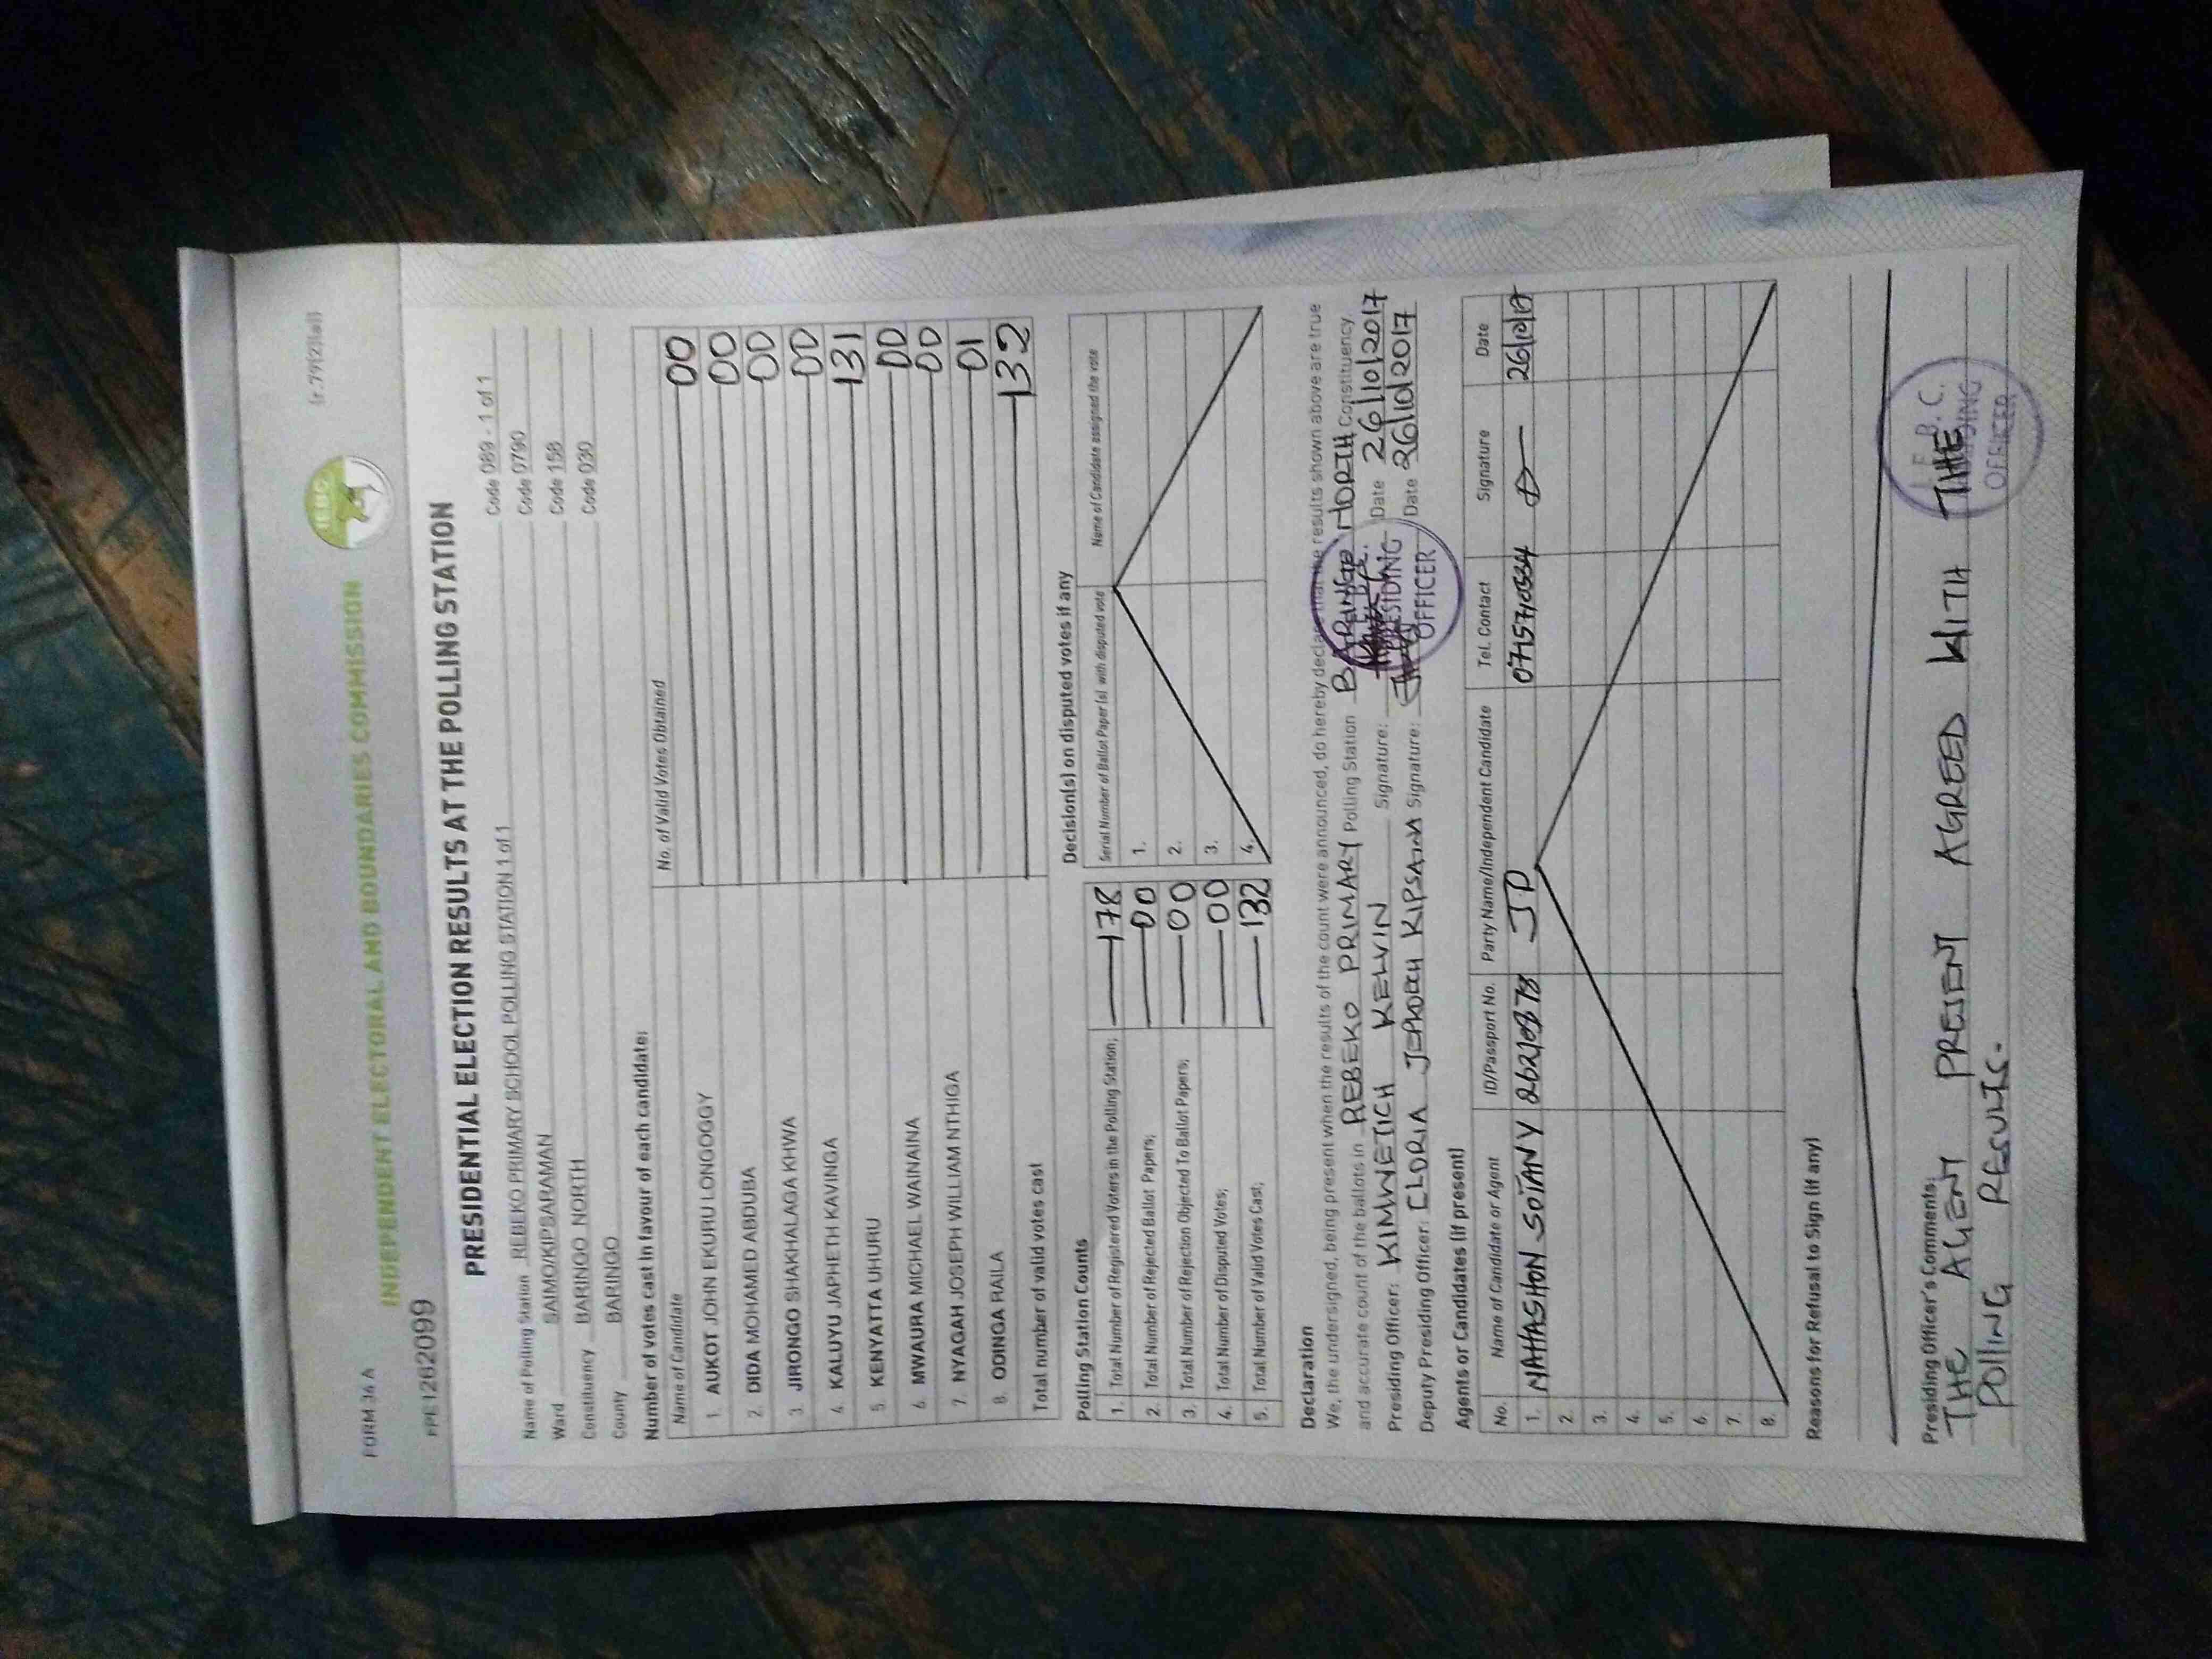 FORM 34 A
(r.79(2)(a))
INDEPENDENT ELECTORAL AND BOUNDARIES COMMISSION
IEBC
PRE1262099
PRESIDENTIAL ELECTION RESULTS AT THE POLLING STATION
Name of Polling Station REBEKO PRIMARY SCHOOL POLLING STATION 1 of 1 Code 089 - 1 of 1
Ward SAIMO/KIPSARAMAN Code 0790
Constituency BARINGO NORTH Code 158
County BARINGO Code 030
Number of votes cast in favour of each candidate:
Name of Candidate No. of Valid Votes Obtained
1. AUKOT JOHN EKURU LONGOGGY 00
2. DIDA MOHAMED ABDUBA 00
3. JIRONGO SHAKHALAGA KHWA 00
4. KALUYU JAPHETH KAVINGA 00
5. KENYATTA UHURU 131
6. MWAURA MICHAEL WAINAINA 00
7. NYAGAH JOSEPH WILLIAM NTHIGA 00
8. ODINGA RAILA 01
Total number of valid votes cast 132
Polling Station Counts
1. Total Number of Registered Voters in the Polling Station; 178
2. Total Number of Rejected Ballot Papers; 00
3. Total Number of Rejection Objected To Ballot Papers; 00
4. Total Number of Disputed Votes; 00
5. Total Number of Valid Votes Cast; 132
Decision(s) on disputed votes if any
Serial Number of Ballot Paper (s) with disputed vote Name of Candidate assigned the vote
1.
2.
3.
4.
Declaration
We, the undersigned, being present when the results of the count were announced, do hereby declare that the results shown above are true
and accurate count of the ballots in REBEKO PRIMARY Polling Station BARINGO NORTH Constituency.
Presiding Officer: KIMWETICH KELVIN Signature: Date 26/10/2017
Deputy Presiding Officer: GLORIA JEPKOECH KIPSANG Signature: Date 26/10/2017
PRESIDING
OFFICER
Agents or Candidates (if present)
No. Name of Candidate or Agent ID/Passport No. Party Name/Independent Candidate Tel. Contact Signature Date
1. NATHASHON SOTANY JP 0715710534 26/10/17
2.
3.
4.
5.
6.
7.
8.
Reasons for Refusal to Sign (if any)
Presiding Officer's Comments:
THE AGENT PRESENT AGREED WITH THE
POLLING RESULTS.
I.E.B.C.
PRESIDING
OFFICER